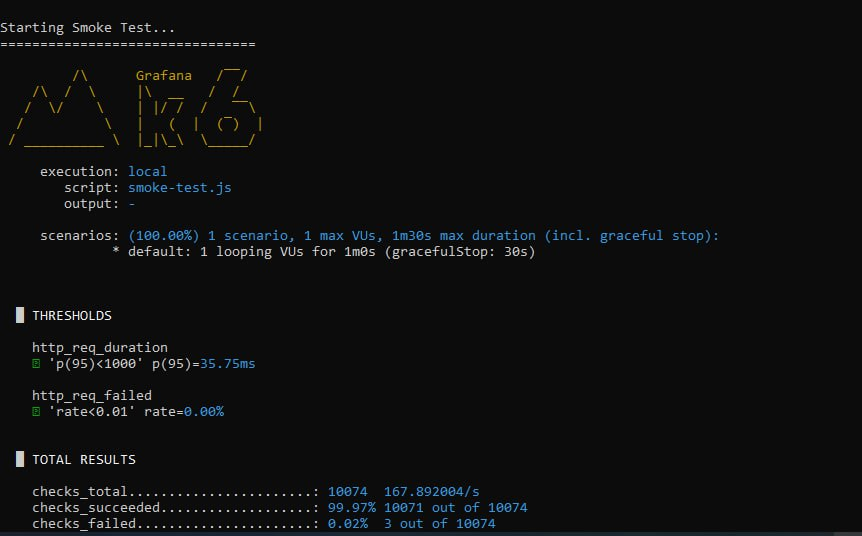 Starting Smoke Test...
================================
Grafana
execution: local
script: smoke-test.js
output: -
scenarios: (100.00%) 1 scenario, 1 max VUs, 1m30s max duration (incl. graceful stop):
* default: 1 looping VUs for 1m0s (gracefulStop: 30s)
█ THRESHOLDS
http_req_duration
'p(95)<1000' p(95)=35.75ms
http_req_failed
'rate<0.01' rate=0.00%
█ TOTAL RESULTS
checks_total.......................: 10074 167.892004/s
checks_succeeded...................: 99.97% 10071 out of 10074
checks_failed......................: 0.02% 3 out of 10074